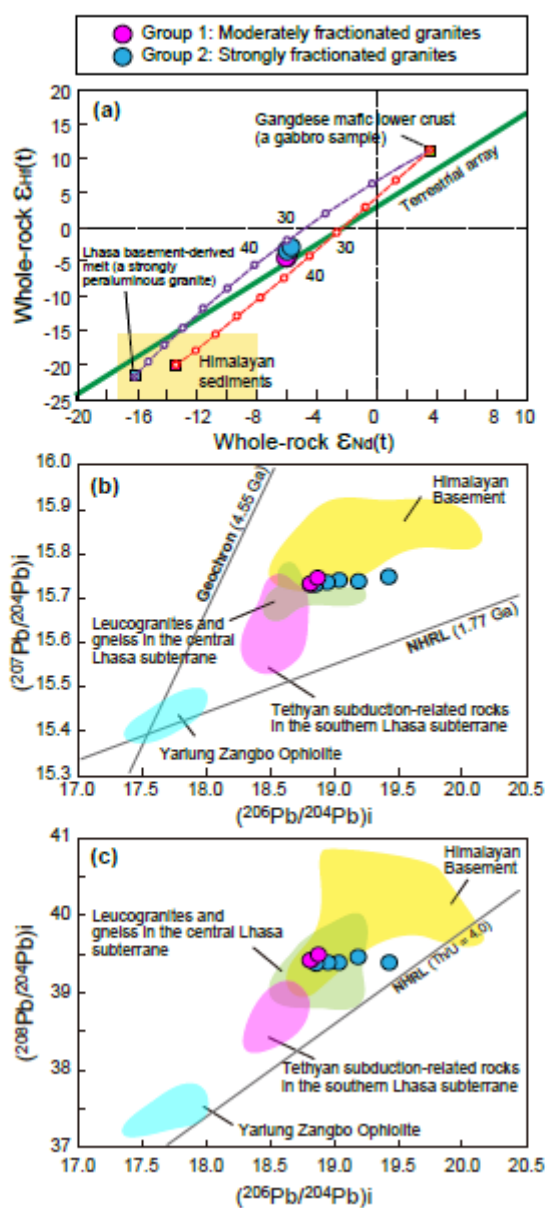 Group 1: Moderately fractionated granites
Group 2: Strongly fractionated granites
(a)
20
15
10
5
0
-5
-10
-15
-20
-25
Whole-rock εHf(t)
Gangdese mafic lower crust
(a gabbro sample)
Terrestrial array
30
40
30
40
Lhasa basement-derived
melt (a strongly
peraluminous granite)
Himalayan
sediments
-20
-16
-12
-8
-4
0
4
8
10
Whole-rock εNd(t)
(b)
16.0
15.9
15.8
15.7
15.6
15.5
15.4
15.3
(207Pb/204Pb)i
Geochron (4.55 Ga)
Himalayan
Basement
Leucogranites and
gneiss in the central
Lhasa subterrane
NHRL (1.77 Ga)
Tethyan subduction-related rocks
in the southern Lhasa subterrane
Yarlung Zangbo Ophiolite
17.0
17.5
18.0
18.5
19.0
19.5
20.0
20.5
(206Pb/204Pb)i
(c)
41
40
39
38
37
(208Pb/204Pb)i
Himalayan
Basement
Leucogranites and
gneiss in the central Lhasa
subterrane
NHRL (Th/U = 4.0)
Tethyan subduction-related rocks
in the southern Lhasa subterrane
Yarlung Zangbo Ophiolite
17.0
17.5
18.0
18.5
19.0
19.5
20.0
20.5
(206Pb/204Pb)i